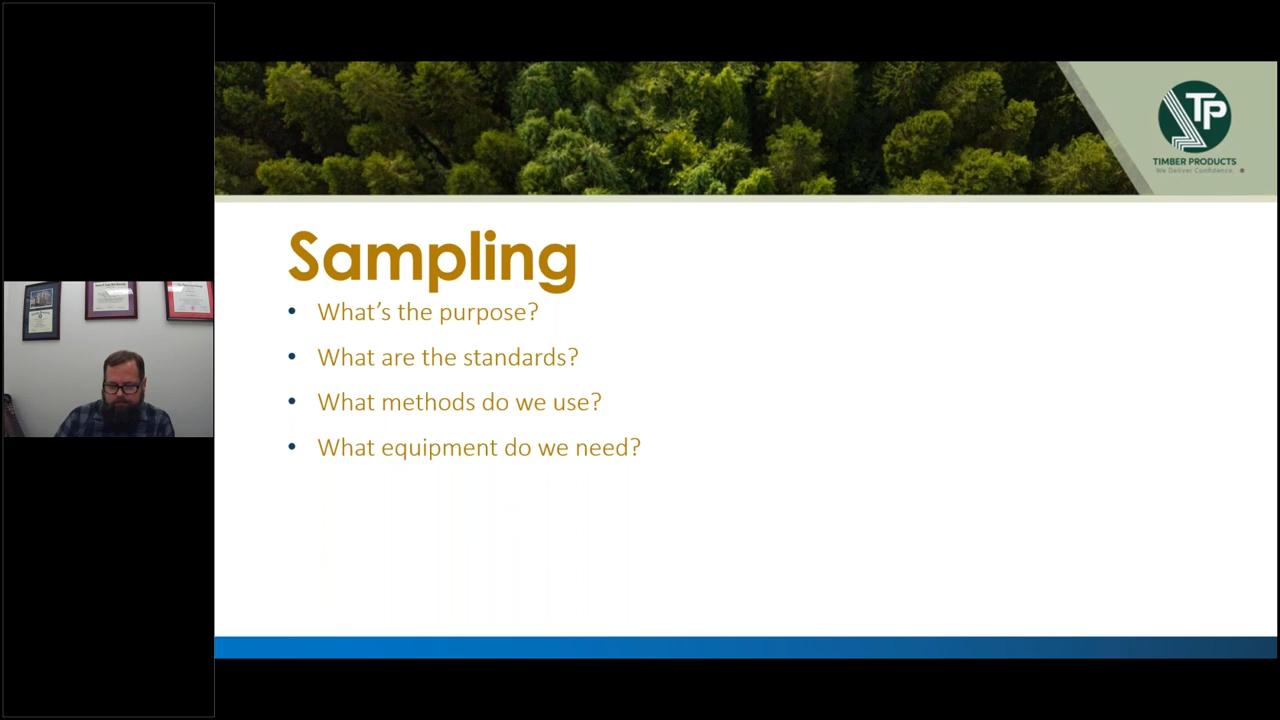 TP
TIMBER PRODUCTS
We Deliver Confidence.
Sampling
• What's the purpose?
• What are the standards?
• What methods do we use?
• What equipment do we need?